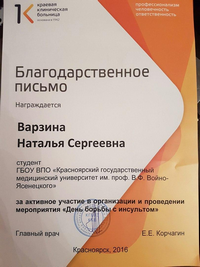 1К
краевая
клиническая
больница
профессионализм
человечность
ответственность
Благодарственное
письмо
Награждается
Варзина
Наталья Сергеевна
студент
ГБОУ ВПО «Красноярский государственный
медицинский университет им. проф. В.Ф. Войно-
Ясенецкого»
за активное участие в организации и проведении
мероприятия «День борьбы с инсультом»
Главный врач
Е.Е. Корчагин
Красноярск, 2016